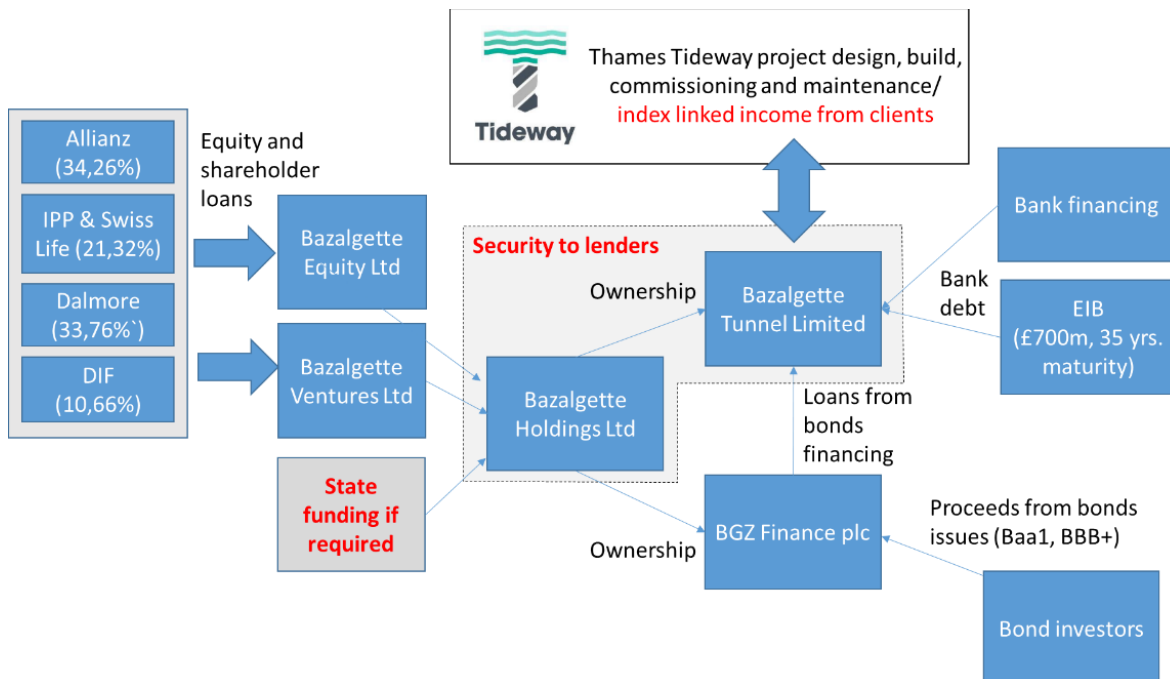 Tideway
Thames Tideway project design, build,
commissioning and maintenance/
index linked income from clients
Allianz
(34,26%)
IPP & Swiss
Life (21,32%)
Dalmore
(33,76%`)
DIF
(10,66%)
Equity and
shareholder
loans
Bazalgette
Equity Ltd
Bazalgette
Ventures Ltd
State
funding if
required
Security to lenders
Ownership
Bazalgette
Holdings Ltd
Bazalgette
Tunnel Limited
Bank
debt
Bank financing
EIB
(£700m, 35 yrs.
maturity)
Loans from
bonds
financing
Ownership
BGZ Finance plc
Proceeds from bonds
issues (Baa1, BBB+)
Bond investors